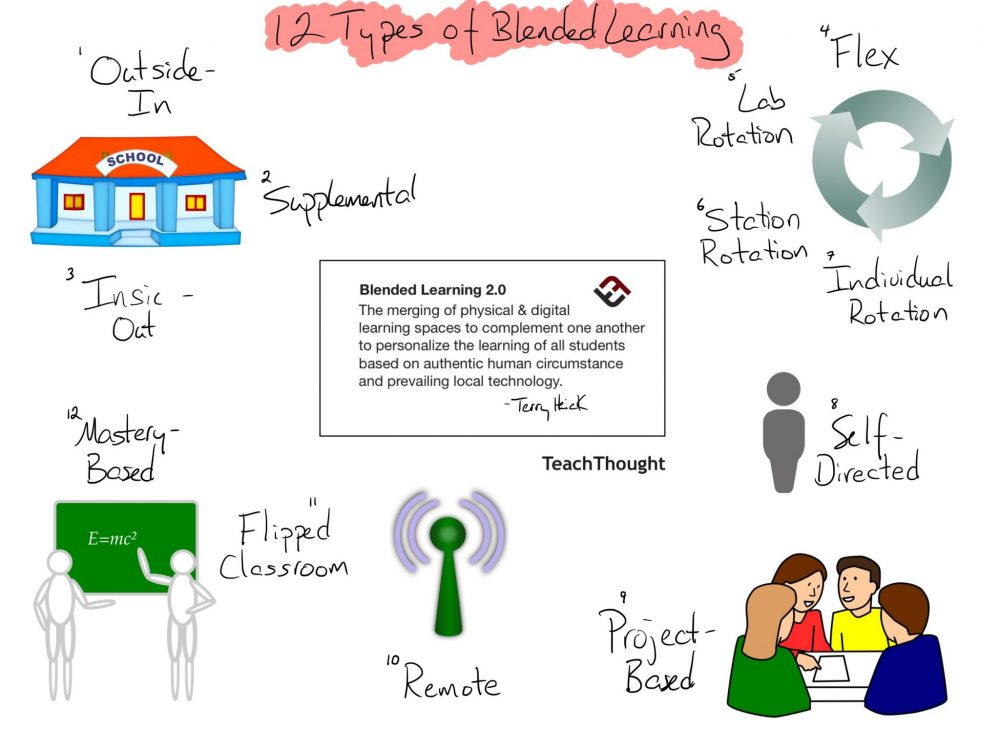 12 Types of Blended Learning
1 Outside-
In
SCHOOL
2 Supplemental
3 Insic -
Out
4 Flex
5 Lab
Rotation
6 Station
Rotation
7 Individual
Rotation
Blended Learning 2.0
The merging of physical & digital
learning spaces to complement one another
to personalize the learning of all students
based on authentic human circumstance
and prevailing local technology.
-Terry Heick
TeachThought
8 Self-
Directed
9 Project-
Based
10 Remote
11 Flipped
Classroom
12 Mastery-
Based
E=mc²